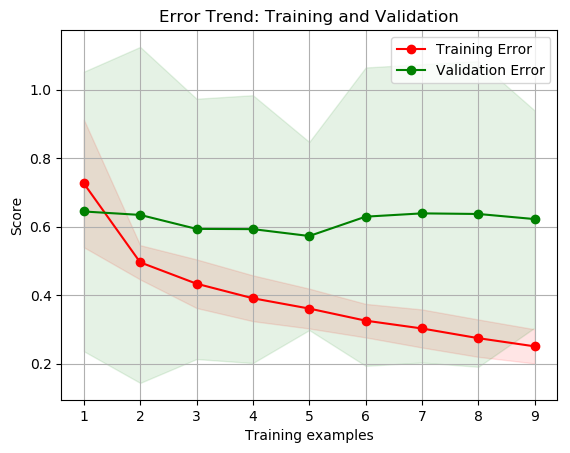 Error Trend: Training and Validation
Training Error
Validation Error
1.0
0.8
0.6
0.4
0.2
Score
1 2 3 4 5 6 7 8 9
Training examples